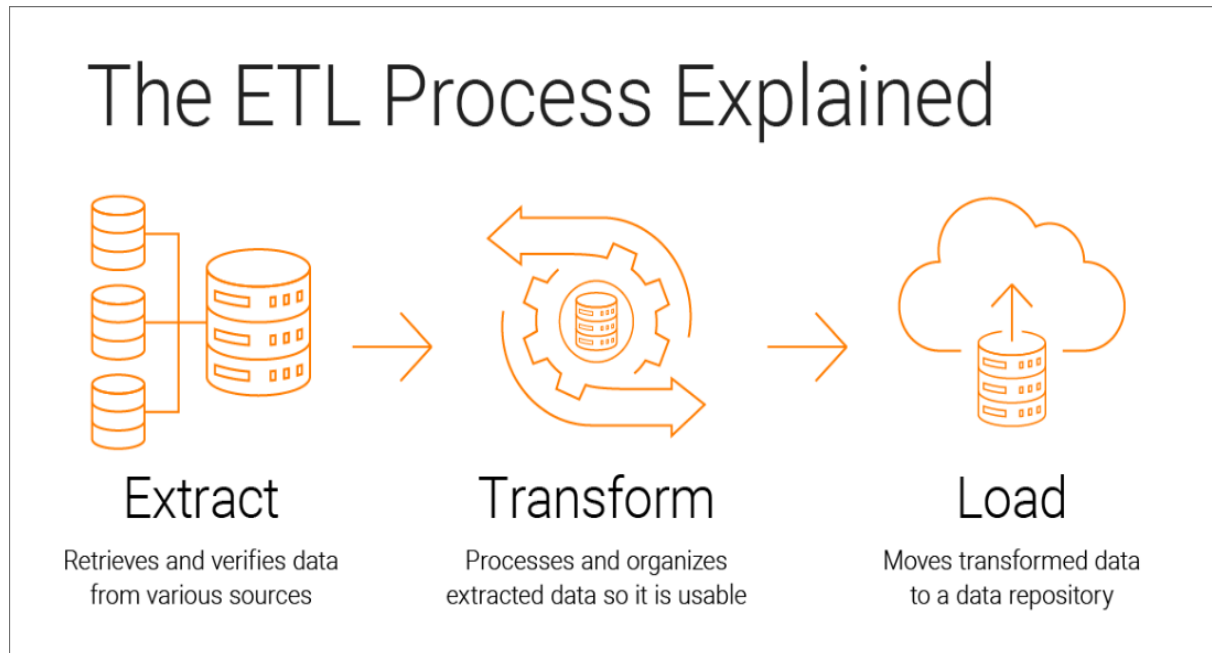 The ETL Process Explained
Extract
Retrieves and verifies data
from various sources
Transform
Processes and organizes
extracted data so it is usable
Load
Moves transformed data
to a data repository